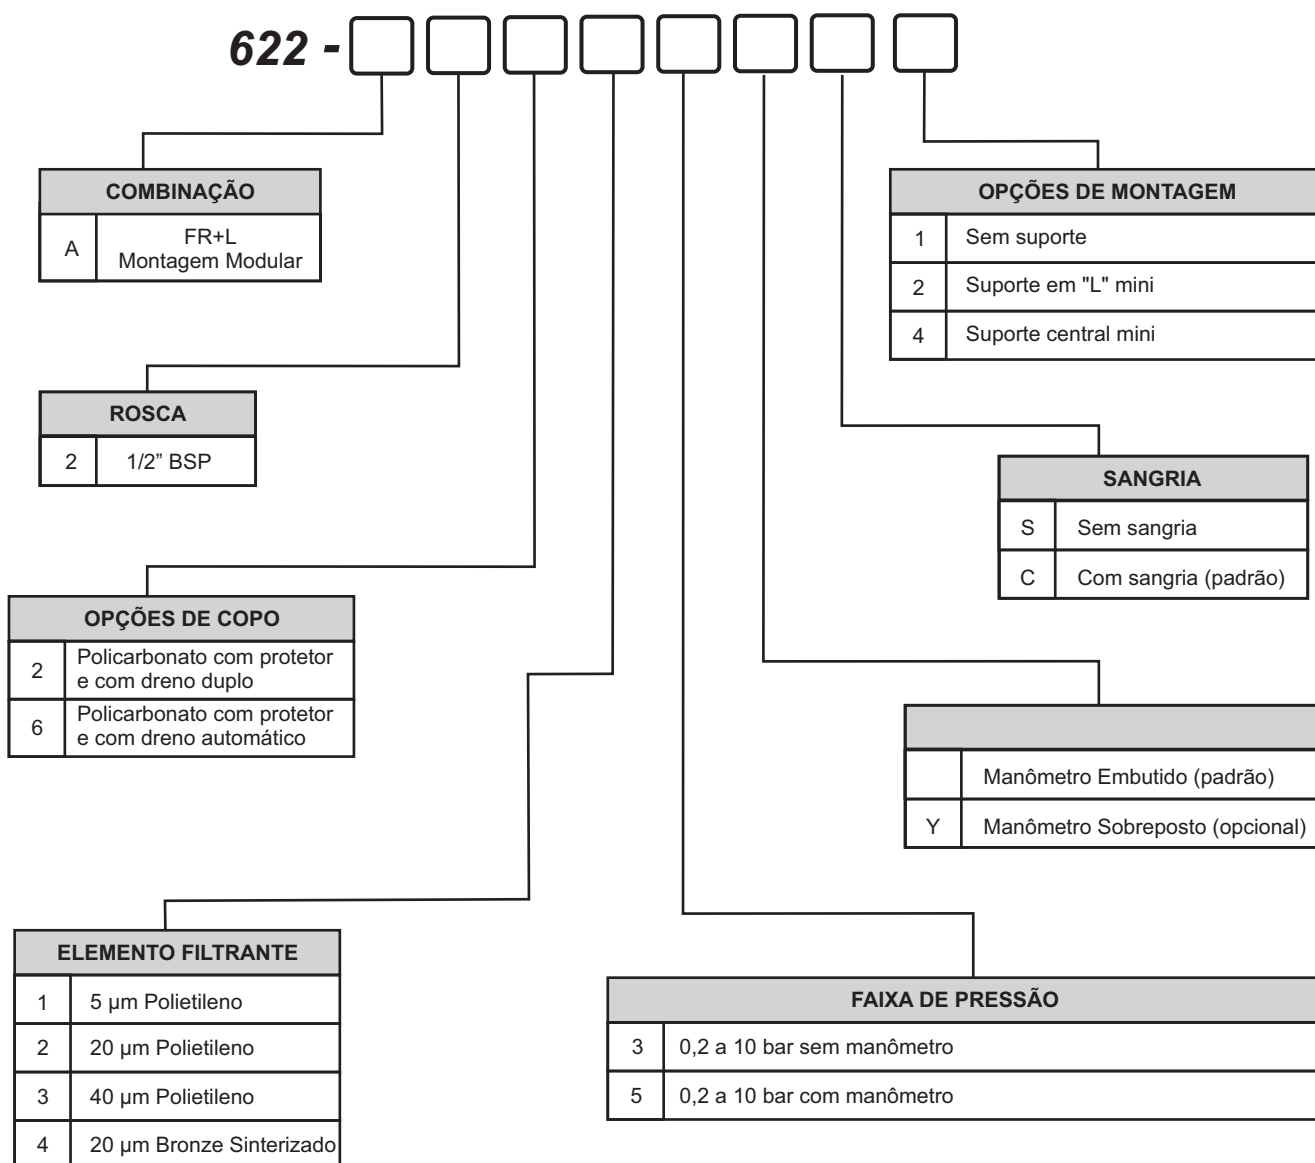 622 -
COMBINAÇÃO
A
FR+L
Montagem Modular
OPÇÕES DE MONTAGEM
1 Sem suporte
2 Suporte em "L" mini
4 Suporte central mini
ROSCA
2 1/2” BSP
SANGRIA
S Sem sangria
C Com sangria (padrão)
OPÇÕES DE COPO
2 Policarbonato com protetor
e com dreno duplo
6 Policarbonato com protetor
e com dreno automático
Manômetro Embutido (padrão)
Y Manômetro Sobreposto (opcional)
ELEMENTO FILTRANTE
1 5 µm Polietileno
2 20 µm Polietileno
3 40 µm Polietileno
4 20 µm Bronze Sinterizado
FAIXA DE PRESSÃO
3 0,2 a 10 bar sem manômetro
5 0,2 a 10 bar com manômetro